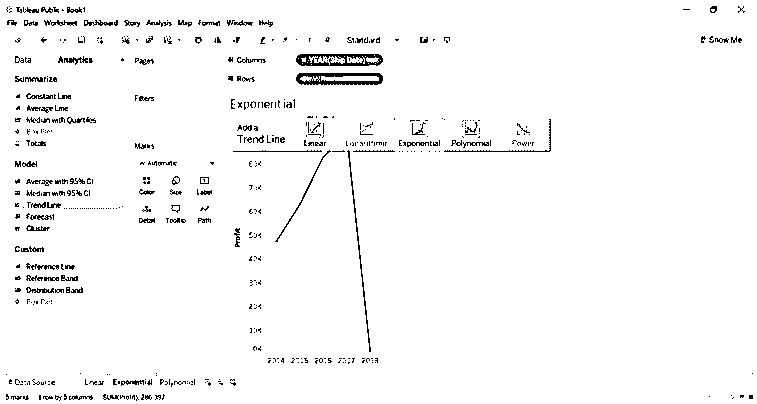 Tableau Public - Book1
File Data Worksheet Dashboard Story Analysis Map Format Window Help
Standard
Show Me
Data Analytics
Pages
Columns YEAR(Ship Date)
Rows
Summarize
Constant Line
Average Line
Median with Quartiles
Box Plot
Totals
Filters
Exponential
Add a
Trend Line
Linear Logarithmic Exponential Polynomial Power
Marks
Automatic
Color Size Label
Detail Tooltip Path
Model
Average with 95% CI
Median with 95% CI
Trend Line
Forecast
Cluster
Custom
Reference Line
Reference Band
Distribution Band
Box Plot
Profit
80K
70K
60K
50K
40K
30K
20K
10K
0K
2014 2015 2016 2017 2018
Data Source Linear Exponential Polynomial
5 marks 1 row by 5 columns SUM(Profit): 286,397